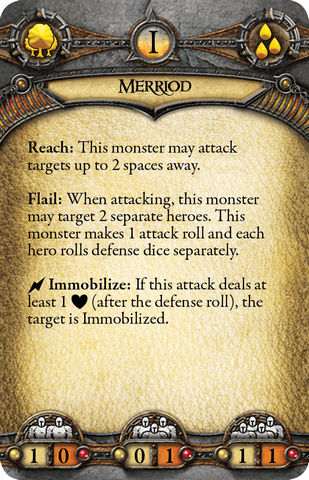 I
Merriod
Reach: This monster may attack
targets up to 2 spaces away.
Flail: When attacking, this monster
may target 2 separate heroes. This
monster makes 1 attack roll and each
hero rolls defense dice separately.
Immobilize: If this attack deals at
least 1 (after the defense roll), the
target is Immobilized.
1 0 0 1 1 1